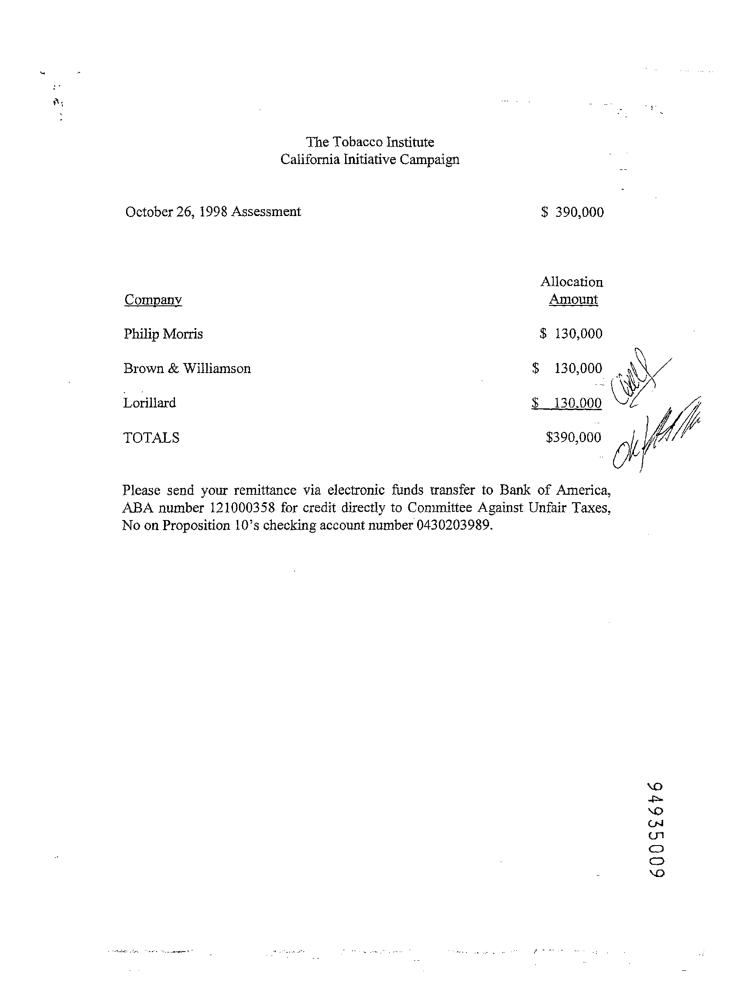 The Tobacco Institute
California Initiative Campaign
October 26, 1998 Assessment $ 390,000
Allocation
Company Amount
Philip Morris $ 130,000
Brown & Williamson $ 130,000
Lorillard $ 130,000
TOTALS $390,000
Ok
Please send your remittance via electronic funds transfer to Bank of America,
ABA number 121000358 for credit directly to Committee Against Unfair Taxes,
No on Proposition 10's checking account number 0430203989.
94935009